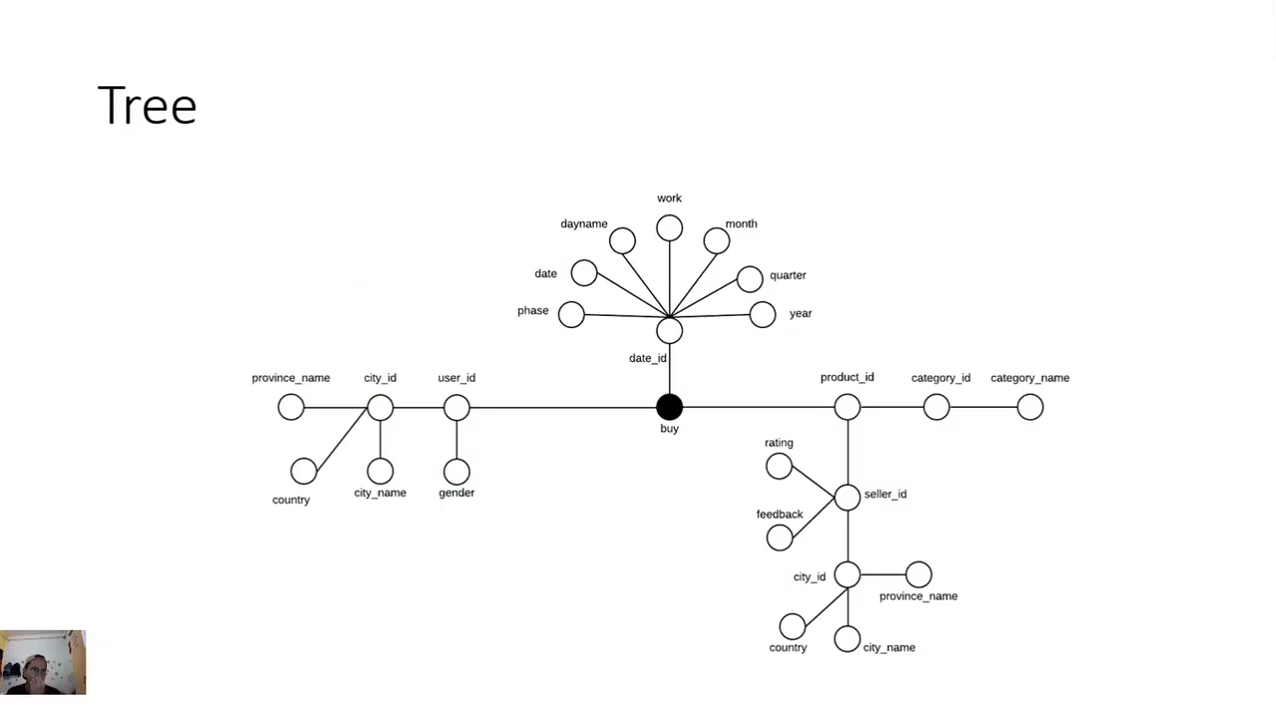 Tree
work
dayname
month
date
quarter
phase
year
date_id
province_name
city_id
user_id
product_id
category_id
category_name
buy
rating
country
city_name
gender
seller_id
feedback
city_id
province_name
country
city_name